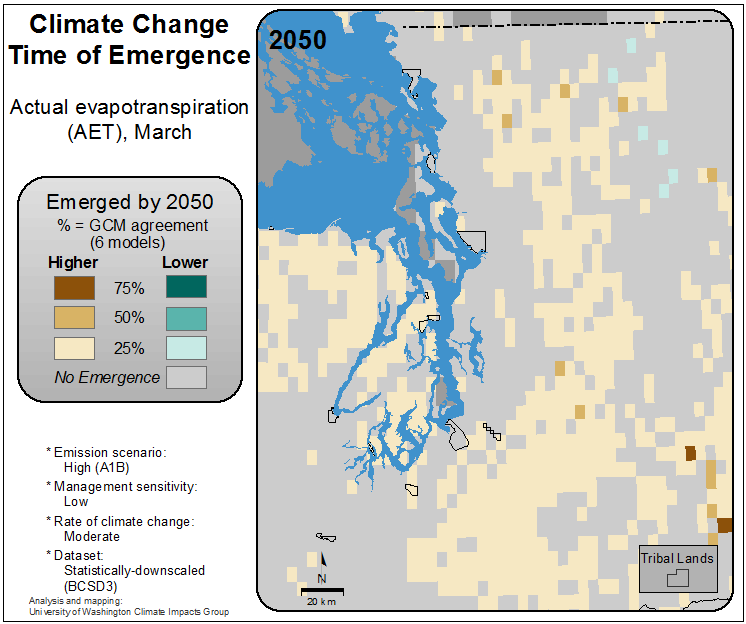 Climate Change
Time of Emergence
Actual evapotranspiration
(AET), March
Emerged by 2050
% = GCM agreement
(6 models)
Higher Lower
75%
50%
25%
No Emergence
* Emission scenario:
High (A1B)
* Management sensitivity:
Low
* Rate of climate change:
Moderate
* Dataset:
Statistically-downscaled
(BCSD3)
Analysis and mapping:
University of Washington Climate Impacts Group
2050
N
20 km
Tribal Lands